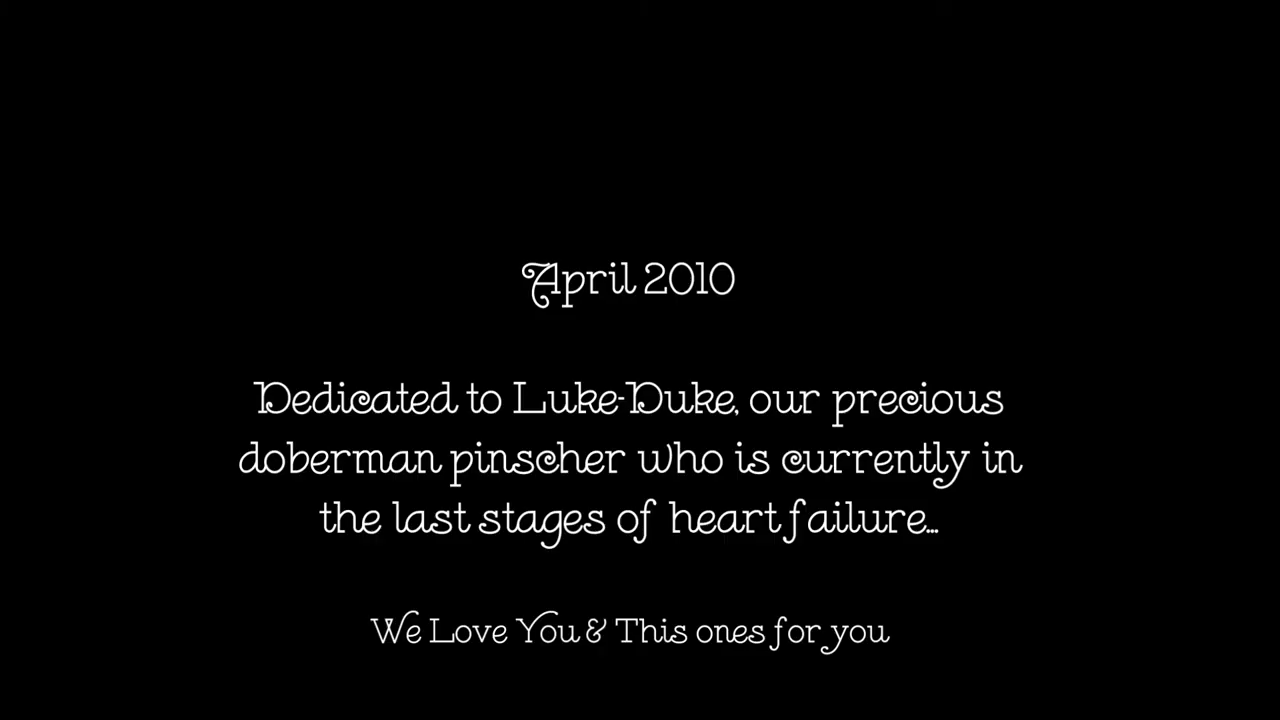 April 2010
Dedicated to Luke-Duke, our precious
doberman pinscher who is currently in
the last stages of heart failure...
We Love You & This ones for you